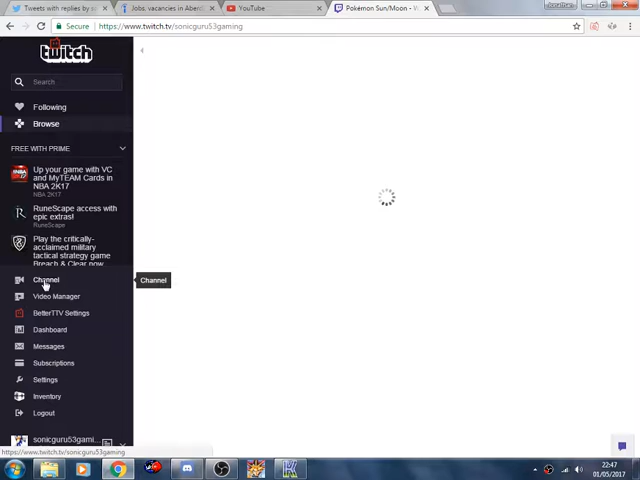 Jonathan
Tweets with replies by s
Jobs, vacancies in Aberd
YouTube
Pokémon Sun/Moon - W
Secure
https://www.twitch.tv/sonicguru53gaming
twitch
Search
Following
Browse
FREE WITH PRIME
Up your game with VC
and MyTEAM Cards in
NBA 2K17
NBA 2K17
RuneScape access with
epic extras!
RuneScape
Play the critically-
acclaimed military
tactical strategy game
Breach & Clear now
Channel
Channel
Video Manager
BetterTTV Settings
Dashboard
Messages
Subscriptions
Settings
Inventory
Logout
sonicguru53gami...
https://www.twitch.tv/sonicguru53gaming
22:47
01/05/2017